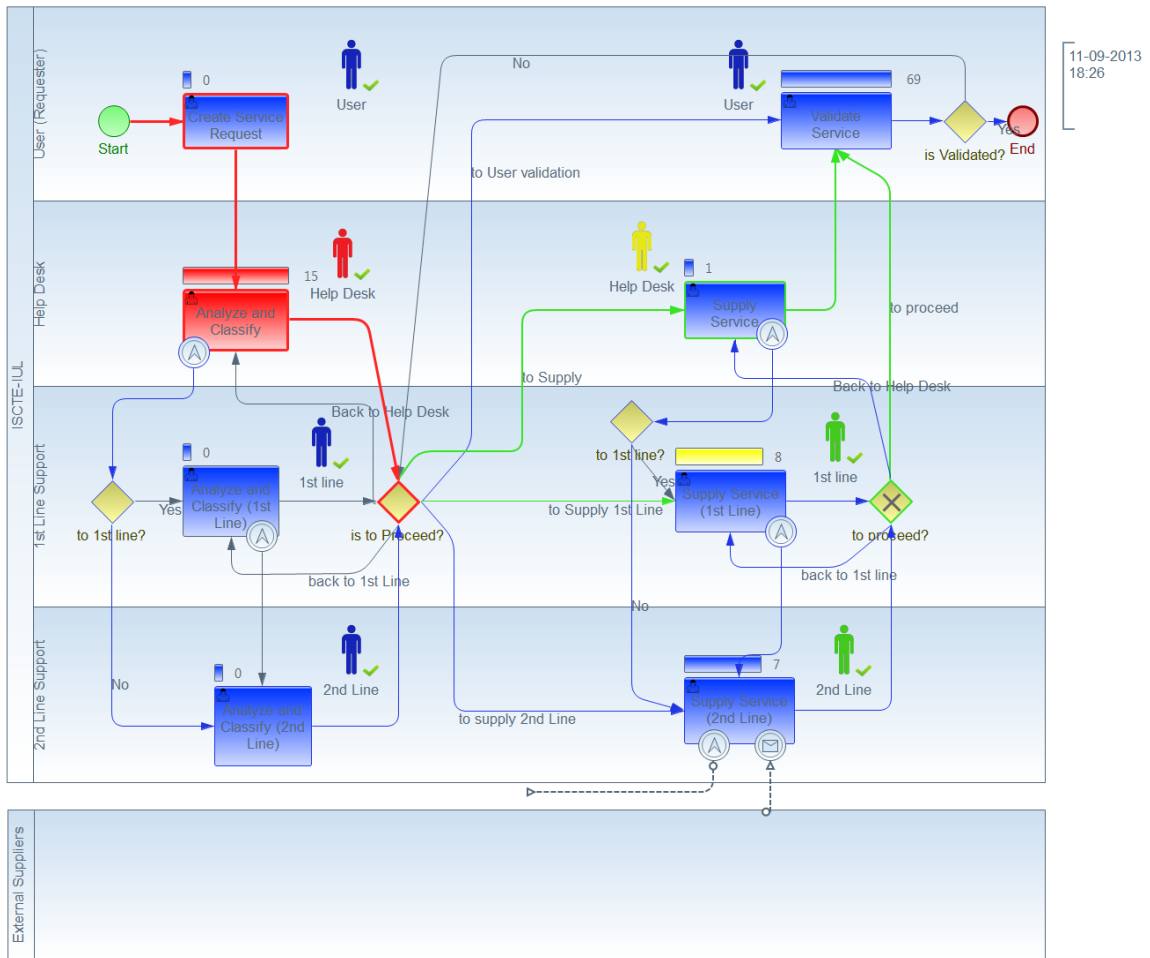 ISCTE-IUL
User (Requester)
Start
0
Create Service
Request
User
No
User
69
Validate
Service
is Validated?
Yes
End
11-09-2013
18:26
to User validation
Help Desk
15
Help Desk
Analyze and
Classify
Help Desk
1
Supply
Service
to proceed
to Supply
Back to Help Desk
Back to Help Desk
1st Line Support
to 1st line?
Yes
0
Analyze and
Classify (1st
Line)
1st line
is to Proceed?
back to 1st Line
to 1st line?
Yes
to Supply 1st Line
8
Supply Service
(1st Line)
1st line
to proceed?
back to 1st line
No
2nd Line Support
No
0
Analyze and
Classify (2nd
Line)
2nd Line
to supply 2nd Line
7
Supply Service
(2nd Line)
2nd Line
External Suppliers